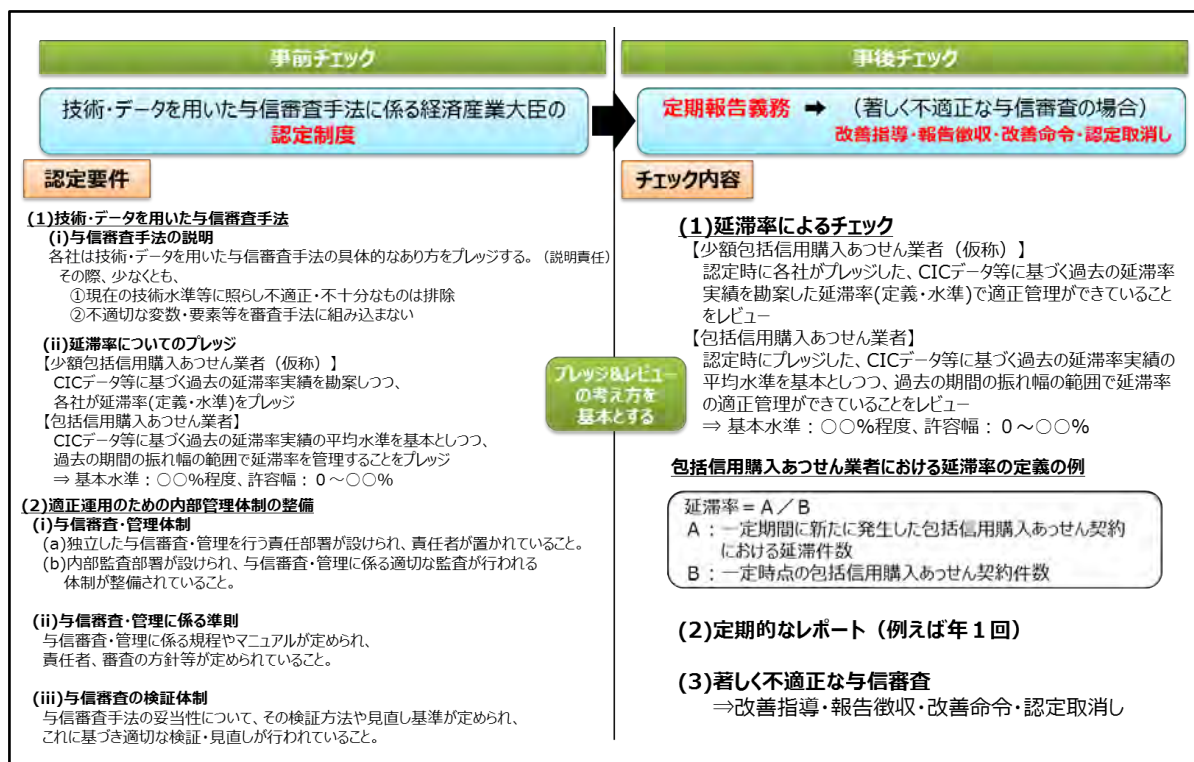 事前チェック
技術・データを用いた与信審査手法に係る経済産業大臣の
認定制度
認定要件
(1)技術・データを用いた与信審査手法
(i)与信審査手法の説明
各社は技術・データを用いた与信審査手法の具体的なあり方をプレッジする。（説明責任）
その際、少なくとも、
①現在の技術水準等に照らし不適正・不十分なものは排除
②不適切な変数・要素等を審査手法に組み込まない
(ii)延滞率についてのプレッジ
【少額包括信用購入あつせん業者（仮称）】
CICデータ等に基づく過去の延滞率実績を勘案しつつ、
各社が延滞率(定義・水準)をプレッジ
【包括信用購入あつせん業者】
CICデータ等に基づく過去の延滞率実績の平均水準を基本としつつ、
過去の期間の振れ幅の範囲で延滞率を管理することをプレッジ
⇒ 基本水準：○○%程度、許容幅：０～○○%
(2)適正運用のための内部管理体制の整備
(i)与信審査・管理体制
(a)独立した与信審査・管理を行う責任部署が設けられ、責任者が置かれていること。
(b)内部監査部署が設けられ、与信審査・管理に係る適切な監査が行われる
体制が整備されていること。
(ii)与信審査・管理に係る準則
与信審査・管理に係る規程やマニュアルが定められ、
責任者、審査の方針等が定められていること。
(iii)与信審査の検証体制
与信審査手法の妥当性について、その検証方法や見直し基準が定められ、
これに基づき適切な検証・見直しが行われていること。
プレッジ&レビュー
の考え方を
基本とする
事後チェック
定期報告義務 ➡ （著しく不適正な与信審査の場合）
改善指導・報告徴収・改善命令・認定取消し
チェック内容
(1)延滞率によるチェック
【少額包括信用購入あつせん業者（仮称）】
認定時に各社がプレッジした、CICデータ等に基づく過去の延滞率
実績を勘案した延滞率(定義・水準)で適正管理ができていること
をレビュー
【包括信用購入あつせん業者】
認定時にプレッジした、CICデータ等に基づく過去の延滞率実績の
平均水準を基本としつつ、過去の期間の振れ幅の範囲で延滞率
の適正管理ができていることをレビュー
⇒ 基本水準：○○%程度、許容幅：０～○○%
包括信用購入あつせん業者における延滞率の定義の例
延滞率＝Ａ／Ｂ
Ａ：一定期間に新たに発生した包括信用購入あっせん契約
における延滞件数
Ｂ：一定時点の包括信用購入あっせん契約件数
(2)定期的なレポート（例えば年１回）
(3)著しく不適正な与信審査
⇒改善指導・報告徴収・改善命令・認定取消し